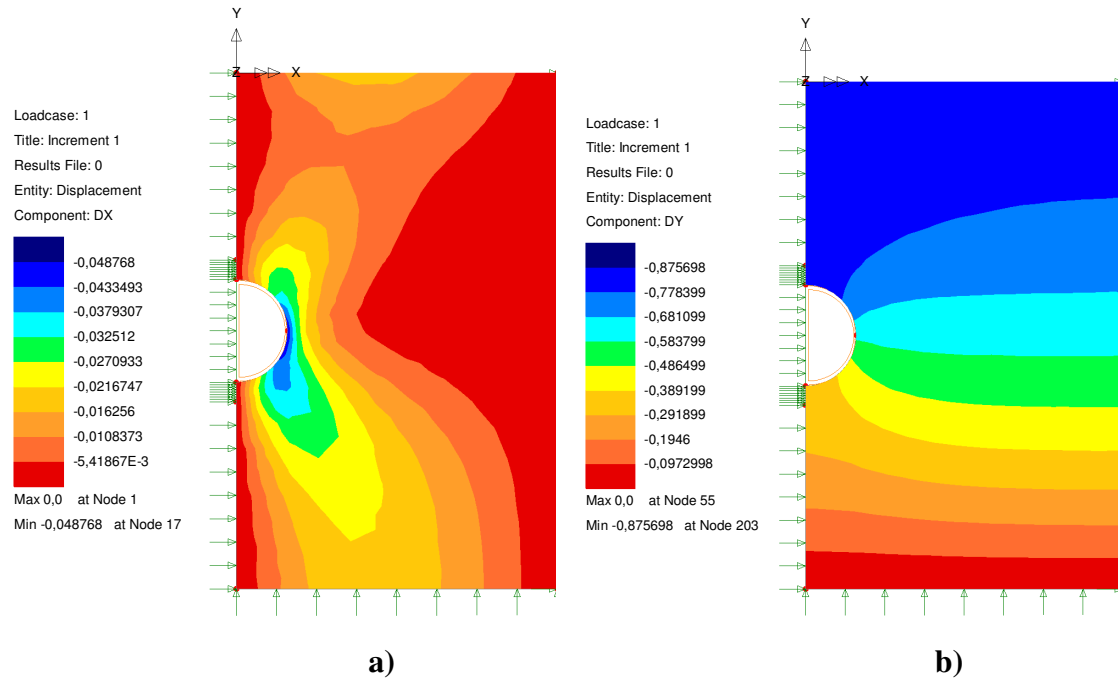 Y
Z
X
Loadcase: 1
Title: Increment 1
Results File: 0
Entity: Displacement
Component: DX
-0,048768
-0,0433493
-0,0379307
-0,032512
-0,0270933
-0,0216747
-0,016256
-0,0108373
-5,41867E-3
Max 0,0 at Node 1
Min -0,048768 at Node 17
a)
Y
Z
X
Loadcase: 1
Title: Increment 1
Results File: 0
Entity: Displacement
Component: DY
-0,875698
-0,778399
-0,681099
-0,583799
-0,486499
-0,389199
-0,291899
-0,1946
-0,0972998
Max 0,0 at Node 55
Min -0,875698 at Node 203
b)